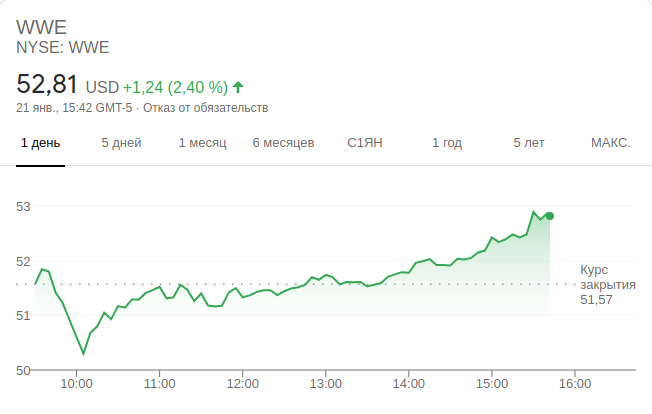 WWE
NYSE: WWE
52,81 USD +1,24 (2,40 %)
21 янв., 15:42 GMT-5 · Отказ от обязательств
1 день 5 дней 1 месяц 6 месяцев С1ЯН 1 год 5 лет МАКС.
53
52
Курс
закрытия
51,57
51
50
10:00 11:00 12:00 13:00 14:00 15:00 16:00